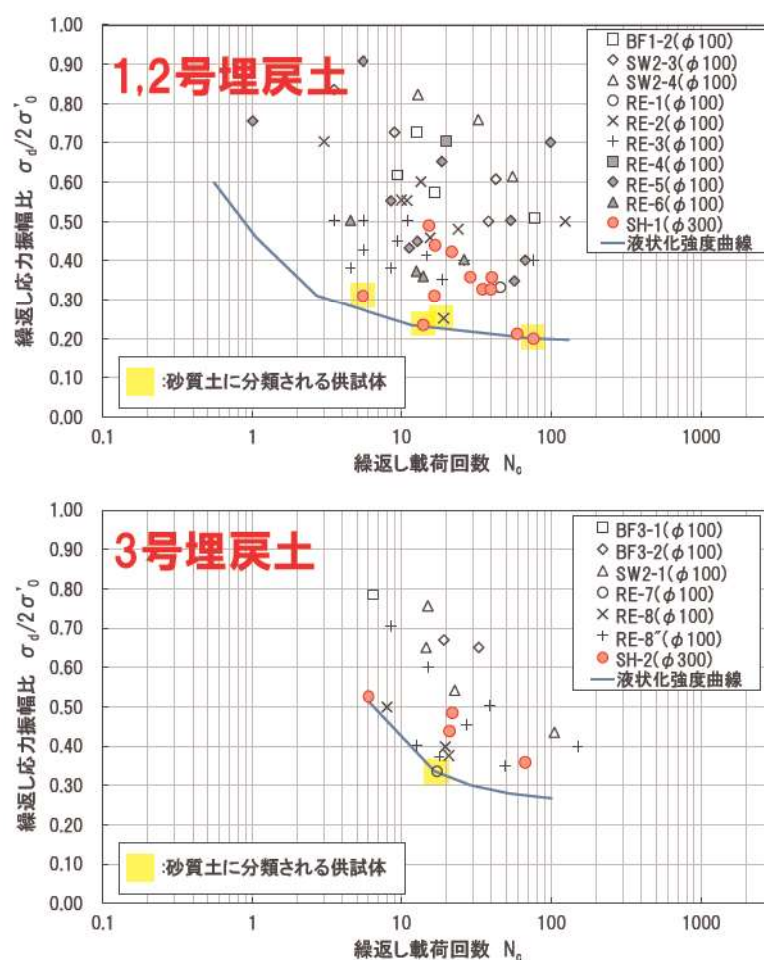 1,2号埋戻土
繰返し応力振幅比 σd/2σ'0
1.00
0.90
0.80
0.70
0.60
0.50
0.40
0.30
0.20
0.10
0.00
BF1-2(φ100)
SW2-3(φ100)
SW2-4(φ100)
RE-1(φ100)
RE-2(φ100)
RE-3(φ100)
RE-4(φ100)
RE-5(φ100)
RE-6(φ100)
SH-1(φ300)
液状化強度曲線
:砂質土に分類される供試体
0.1 1 10 100 1000
繰返し載荷回数 Nc
3号埋戻土
繰返し応力振幅比 σd/2σ'0
1.00
0.90
0.80
0.70
0.60
0.50
0.40
0.30
0.20
0.10
0.00
BF3-1(φ100)
BF3-2(φ100)
SW2-1(φ100)
RE-7(φ100)
RE-8(φ100)
RE-8″(φ100)
SH-2(φ300)
液状化強度曲線
:砂質土に分類される供試体
0.1 1 10 100 1000
繰返し載荷回数 Nc